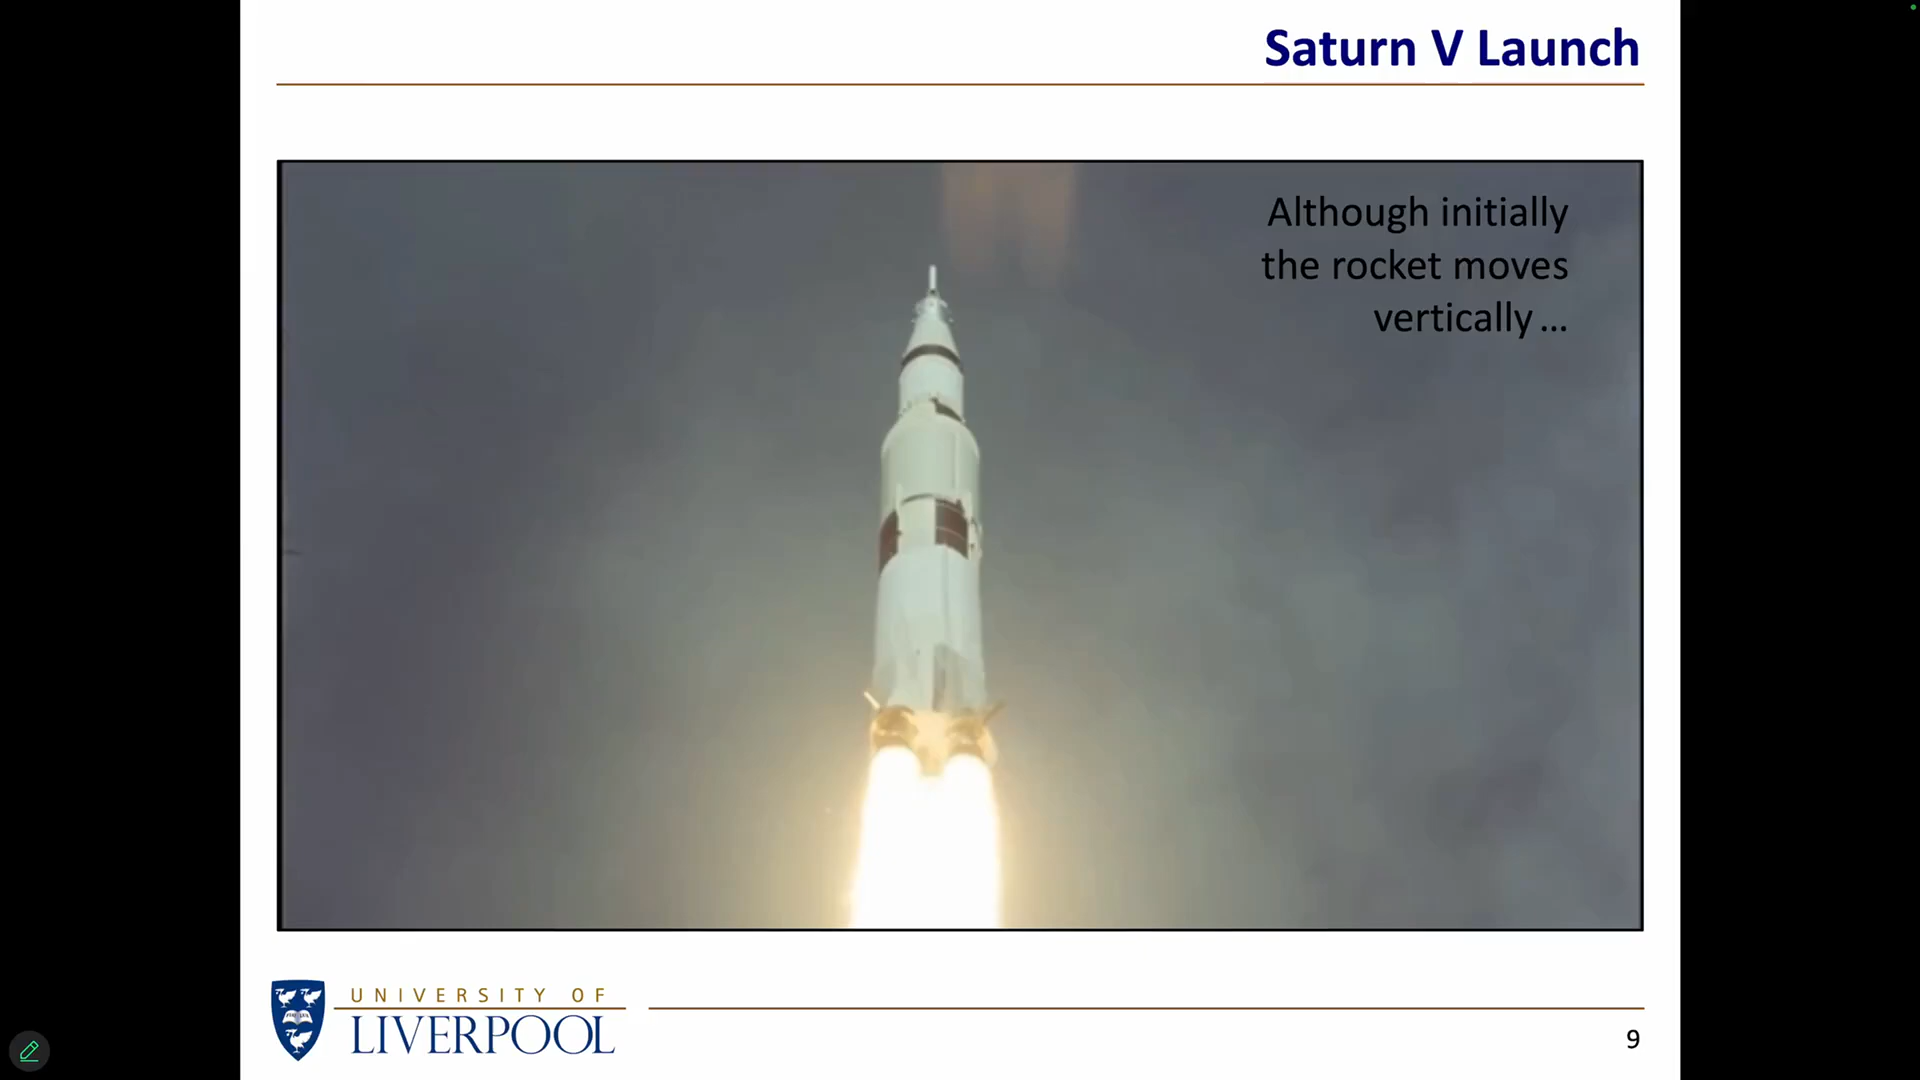 Saturn V Launch
Although initially
the rocket moves
vertically ...
UNIVERSITY OF
LIVERPOOL
9